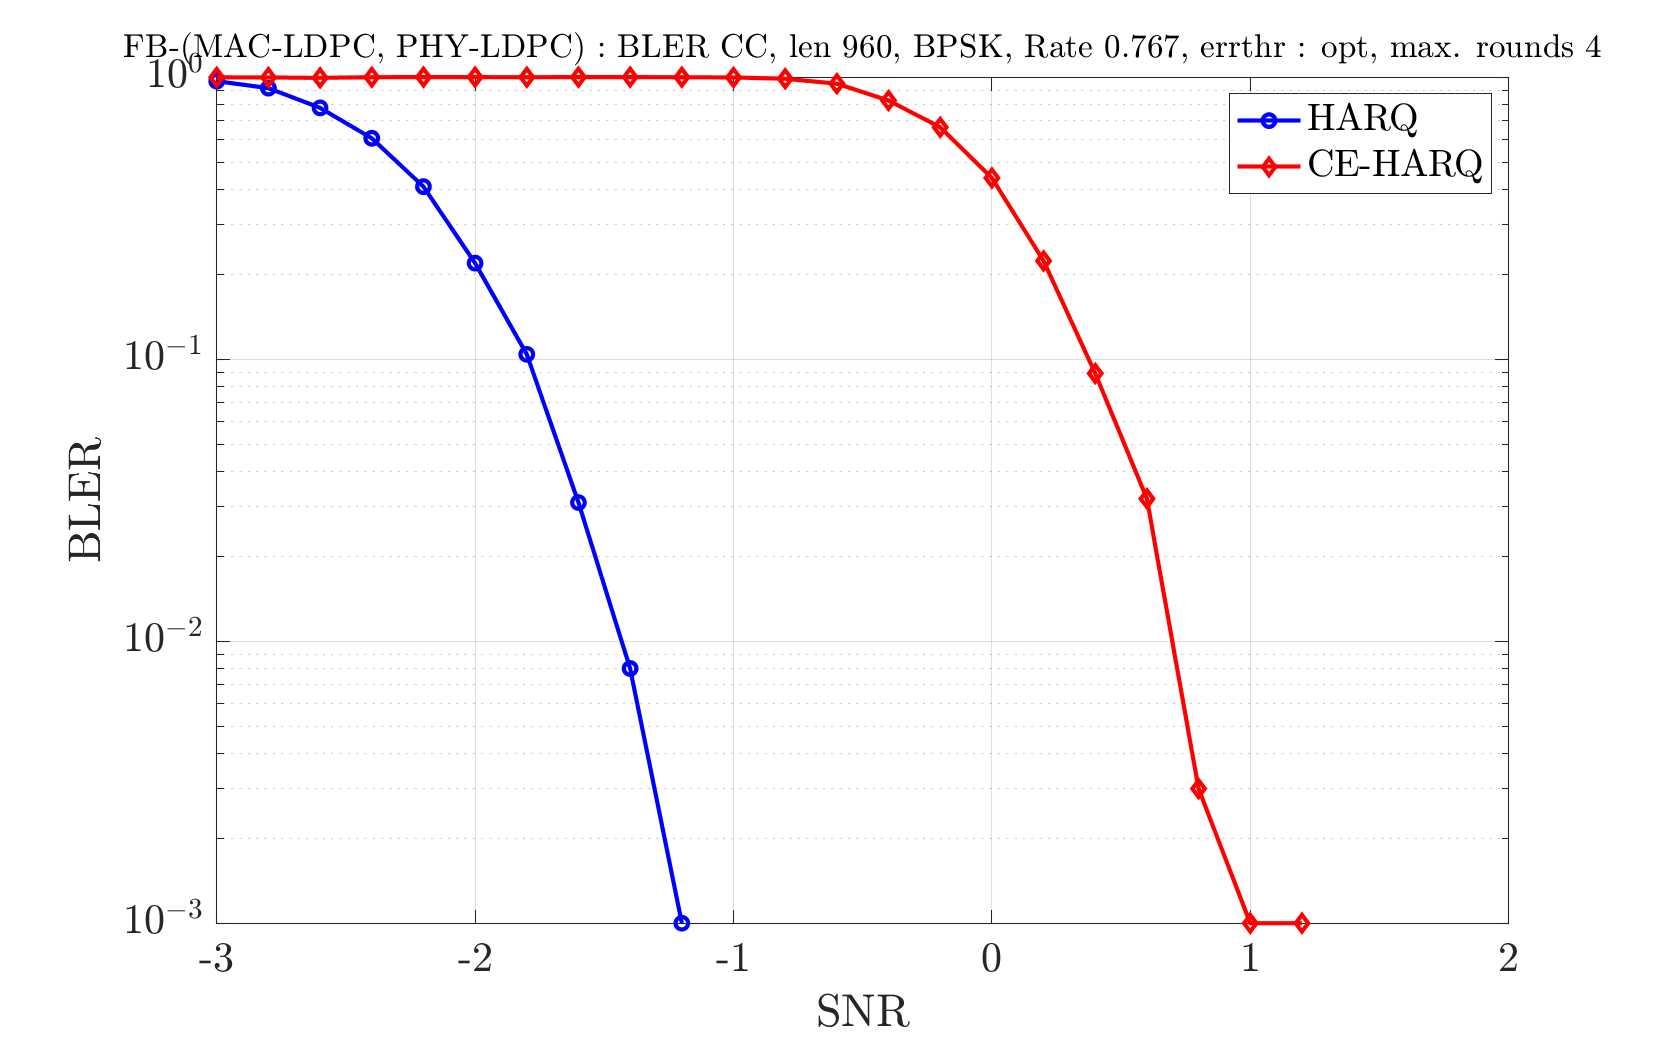 FB-(MAC-LDPC, PHY-LDPC) : BLER CC, len 960, BPSK, Rate 0.767, errthr : opt, max. rounds 4
10^0
HARQ
CE-HARQ
10^−1
BLER
10^−2
10^−3
-3 -2 -1 0 1 2
SNR